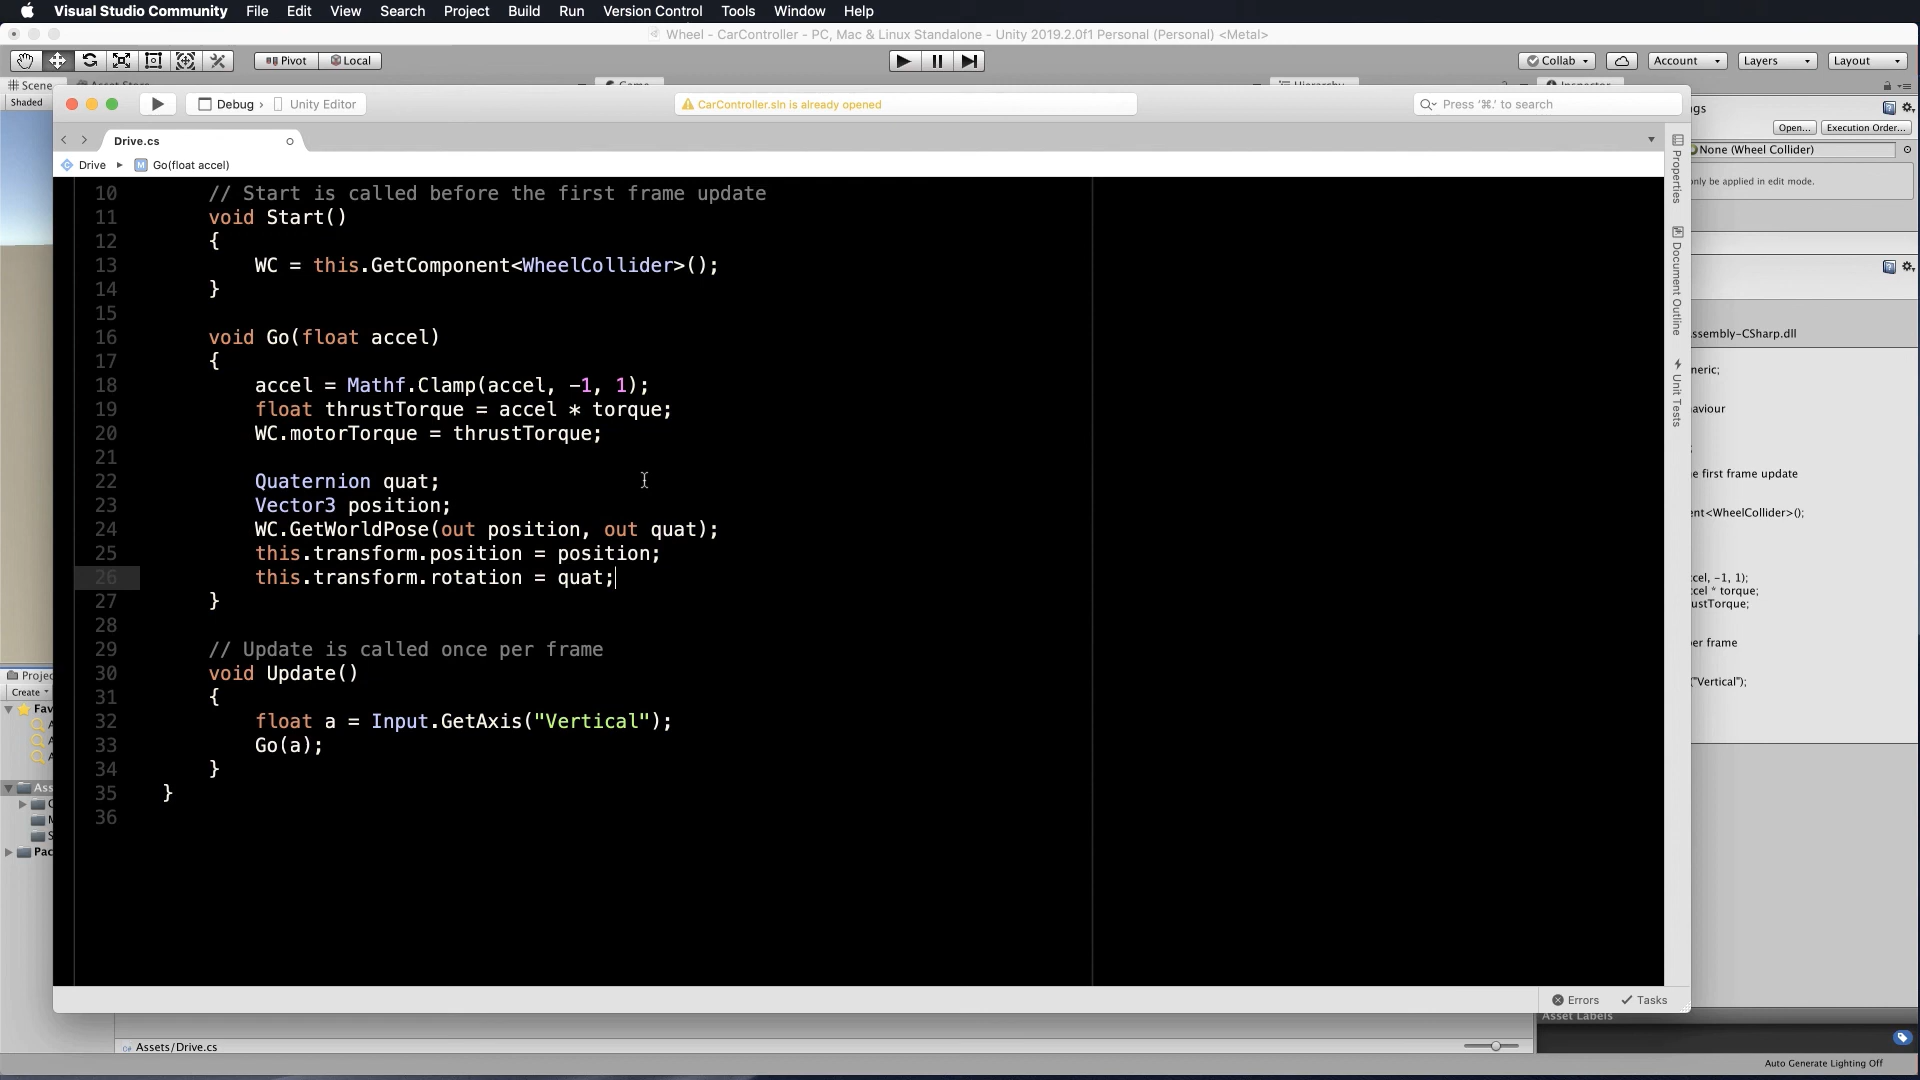 Visual Studio Community File Edit View Search Project Build Run Version Control Tools Window Help
Wheel - CarController - PC, Mac & Linux Standalone - Unity 2019.2.0f1 Personal (Personal) <Metal>
Pivot Local Collab Account Layers Layout
Scene Asset Store Game Hierarchy Inspector
Shaded
Debug › Unity Editor
CarController.sln is already opened
Press '⌘.' to search
Open... Execution Order...
Drive.cs
None (Wheel Collider)
Drive ▸ Go(float accel)
only be applied in edit mode.
Properties
Document Outline
Unit Tests
10 // Start is called before the first frame update
11 void Start()
12 {
13 WC = this.GetComponent<WheelCollider>();
14 }
15
16 void Go(float accel)
17 {
18 accel = Mathf.Clamp(accel, -1, 1);
19 float thrustTorque = accel * torque;
20 WC.motorTorque = thrustTorque;
21
22 Quaternion quat;
23 Vector3 position;
24 WC.GetWorldPose(out position, out quat);
25 this.transform.position = position;
26 this.transform.rotation = quat;
27 }
28
29 // Update is called once per frame
30 void Update()
31 {
32 float a = Input.GetAxis("Vertical");
33 Go(a);
34 }
35 }
36
ssembly-CSharp.dll
neric;
aviour
e first frame update
ent<WheelCollider>();
cel, -1, 1);
cel * torque;
ustTorque;
er frame
("Vertical");
Projec
Create
Fav
Ass
Pac
Errors Tasks
Asset Labels
Assets/Drive.cs
Auto Generate Lighting Off